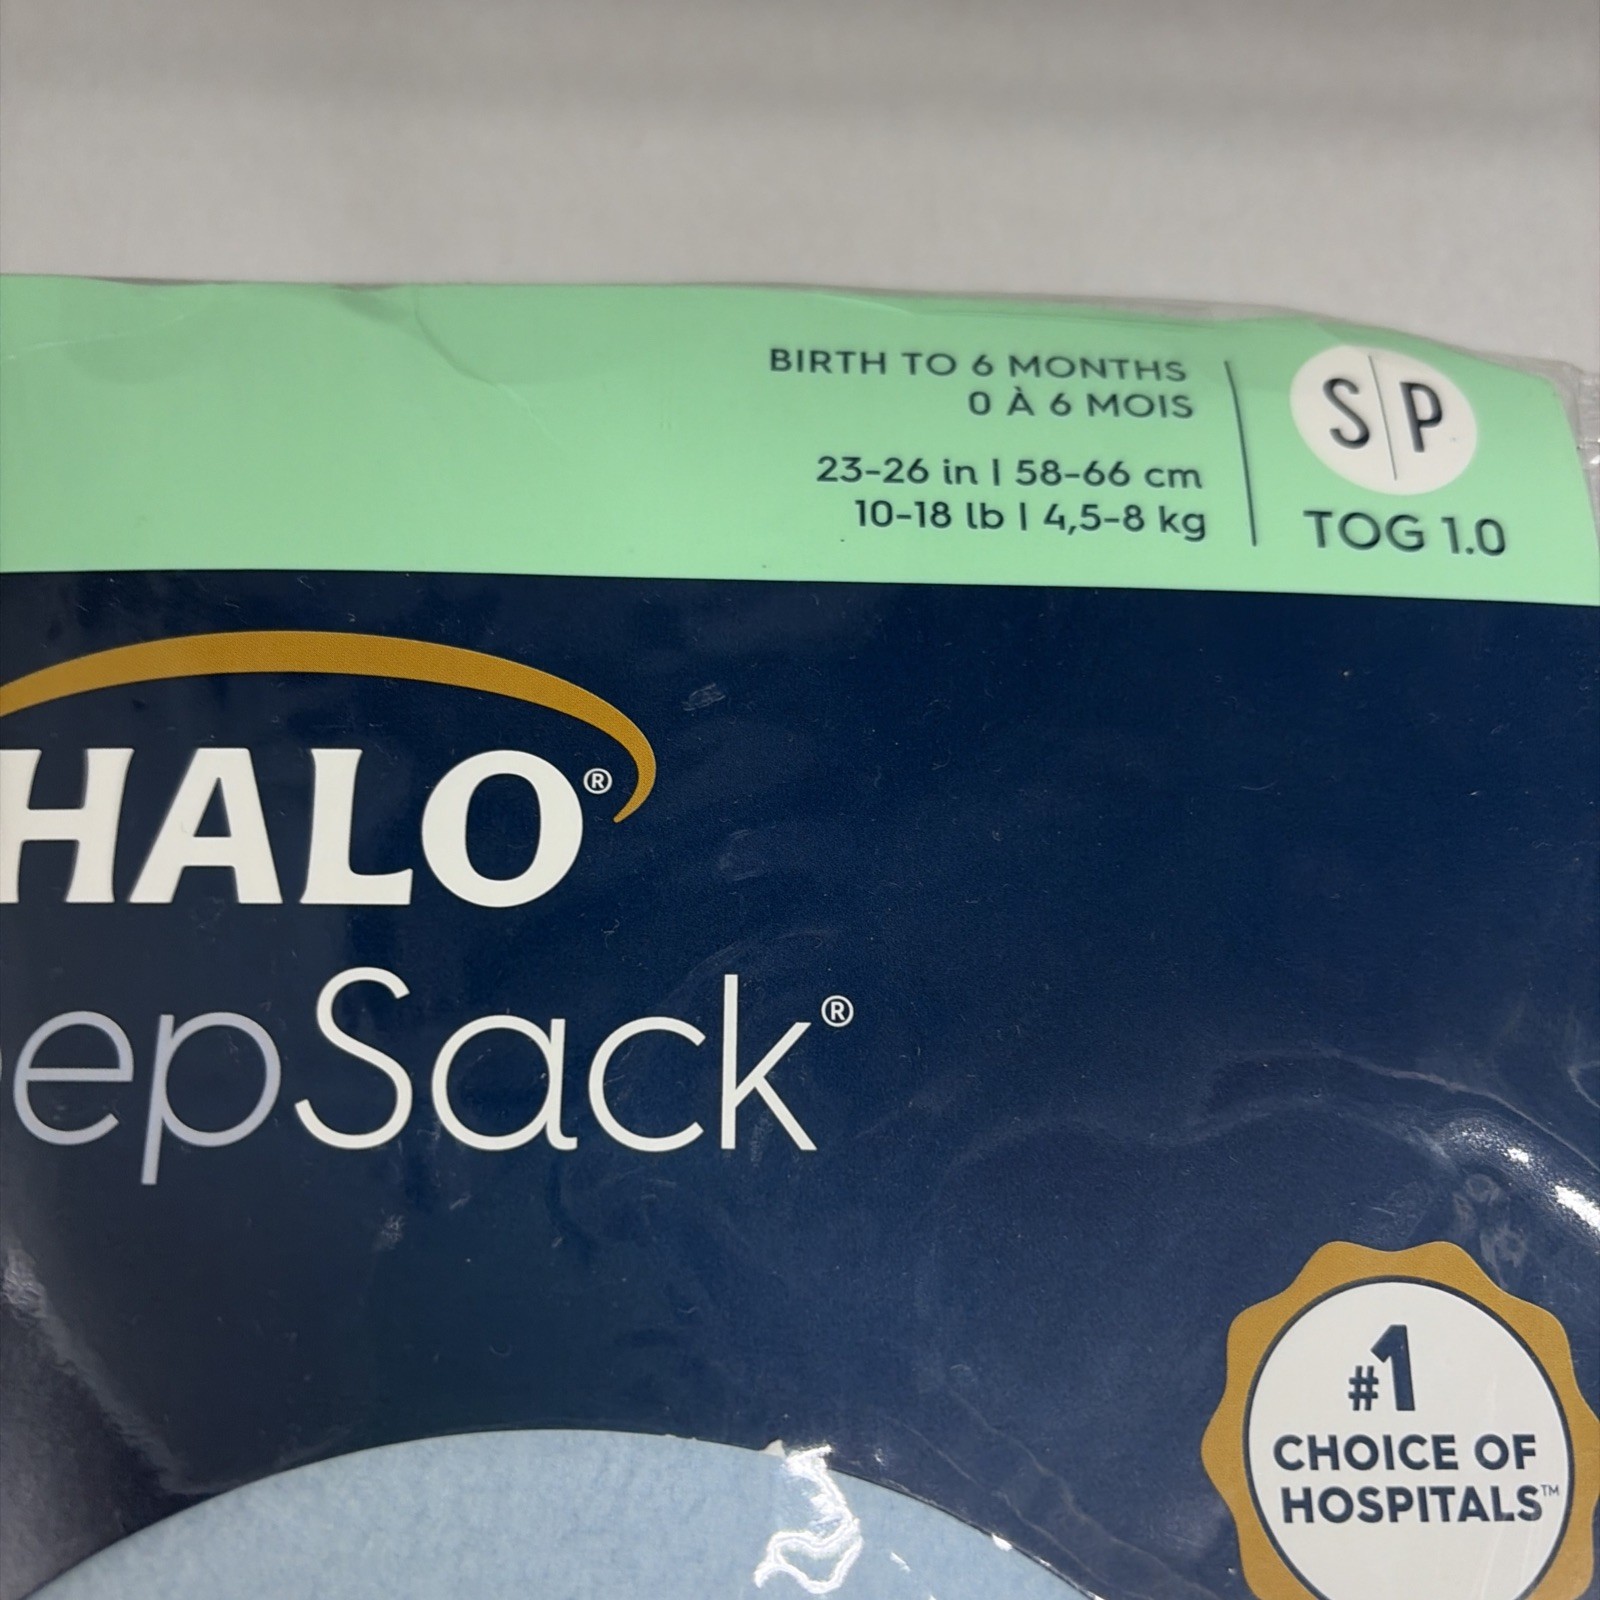 BIRTH TO 6 MONTHS
0 À 6 MOIS
23-26 in | 58-66 cm
10-18 lb | 4,5-8 kg
S|P
TOG 1.0
HALO®
epSack®
#1
CHOICE OF
HOSPITALS™